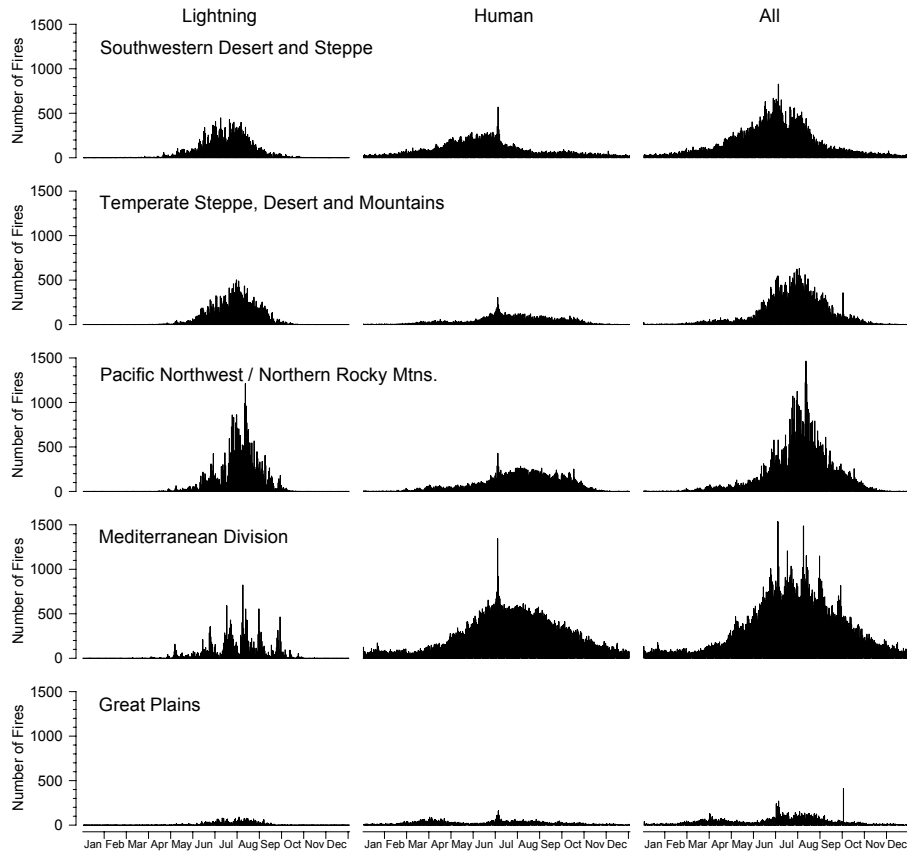 Lightning Human All
Number of Fires
1500
1000
500
0
Southwestern Desert and Steppe
Number of Fires
1500
1000
500
0
Temperate Steppe, Desert and Mountains
Number of Fires
1500
1000
500
0
Pacific Northwest / Northern Rocky Mtns.
Number of Fires
1500
1000
500
0
Mediterranean Division
Number of Fires
1500
1000
500
0
Great Plains
Jan Feb Mar Apr May Jun Jul Aug Sep Oct Nov Dec Jan Feb Mar Apr May Jun Jul Aug Sep Oct Nov Dec Jan Feb Mar Apr May Jun Jul Aug Sep Oct Nov Dec